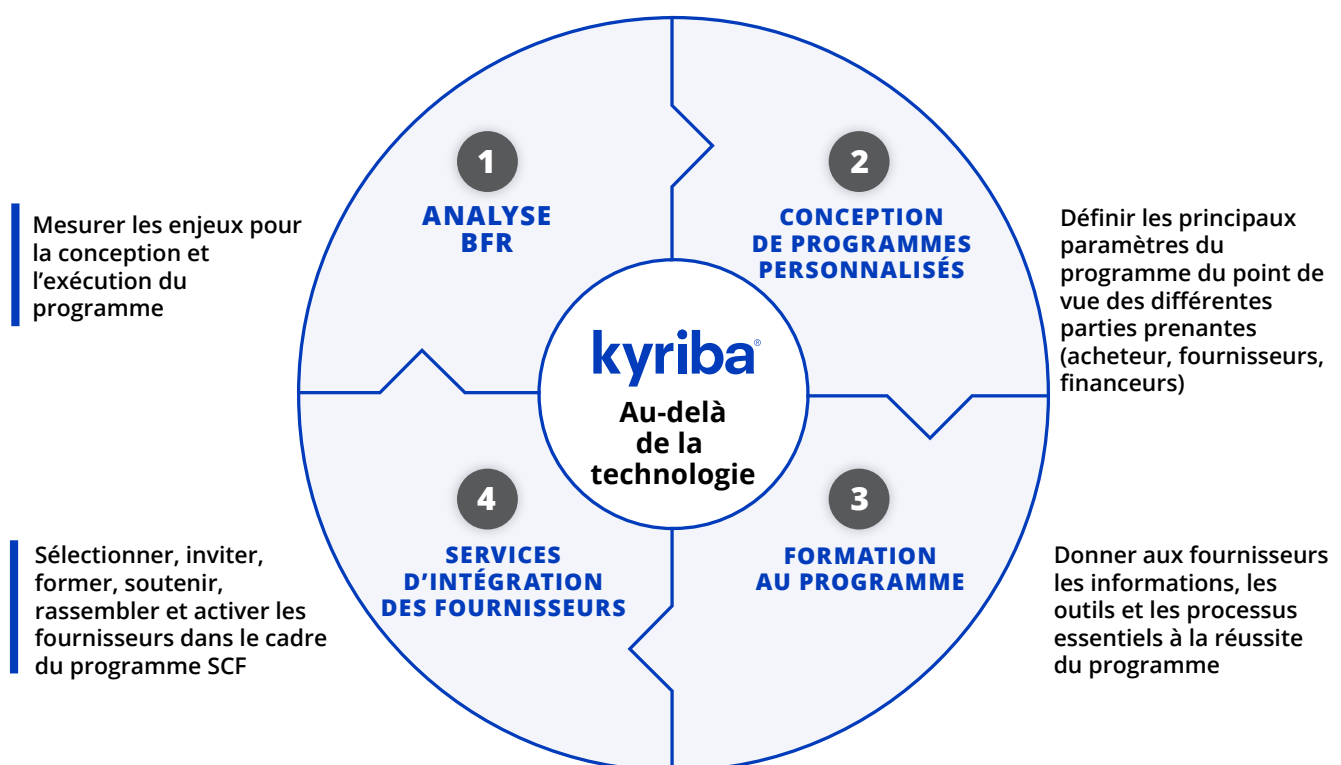 1
ANALYSE
BFR
Mesurer les enjeux pour
la conception et
l’exécution du
programme
2
CONCEPTION
DE PROGRAMMES
PERSONNALISÉS
Définir les principaux
paramètres du
programme du point de
vue des différentes
parties prenantes
(acheteur, fournisseurs,
financeurs)
kyriba®
Au-delà
de la
technologie
3
FORMATION
AU PROGRAMME
Donner aux fournisseurs
les informations, les
outils et les processus
essentiels à la réussite
du programme
4
SERVICES
D’INTÉGRATION
DES FOURNISSEURS
Sélectionner, inviter,
former, soutenir,
rassembler et activer les
fournisseurs dans le cadre
du programme SCF